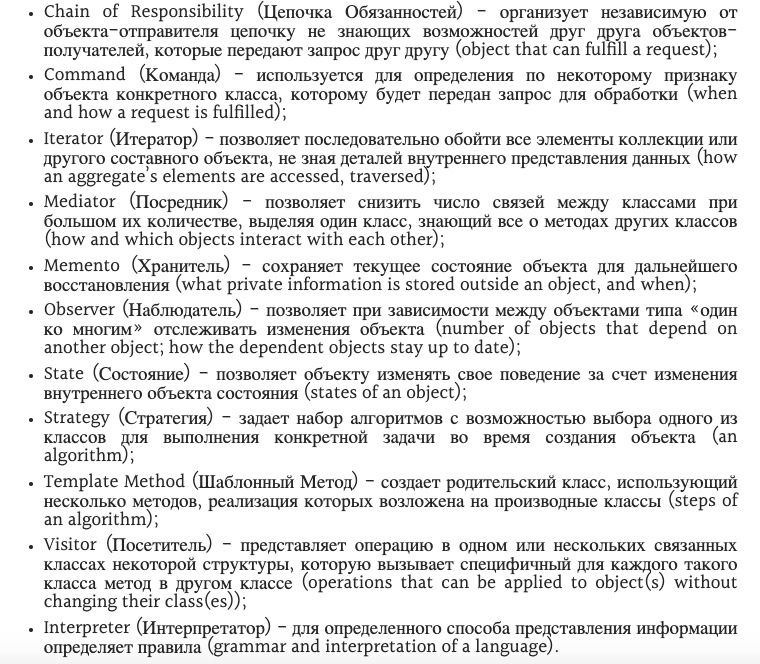 • Chain of Responsibility (Цепочка Обязанностей) – организует независимую от
объекта-отправителя цепочку не знающих возможностей друг друга объектов-
получателей, которые передают запрос друг другу (object that can fulfill a request);
• Command (Команда) – используется для определения по некоторому признаку
объекта конкретного класса, которому будет передан запрос для обработки (when
and how a request is fulfilled);
• Iterator (Итератор) – позволяет последовательно обойти все элементы коллекции или
другого составного объекта, не зная деталей внутреннего представления данных (how
an aggregate's elements are accessed, traversed);
• Mediator (Посредник) – позволяет снизить число связей между классами при
большом их количестве, выделяя один класс, знающий все о методах других классов
(how and which objects interact with each other);
• Memento (Хранитель) – сохраняет текущее состояние объекта для дальнейшего
восстановления (what private information is stored outside an object, and when);
• Observer (Наблюдатель) – позволяет при зависимости между объектами типа «один
ко многим» отслеживать изменения объекта (number of objects that depend on
another object; how the dependent objects stay up to date);
• State (Состояние) – позволяет объекту изменять свое поведение за счет изменения
внутреннего объекта состояния (states of an object);
• Strategy (Стратегия) – задает набор алгоритмов с возможностью выбора одного из
классов для выполнения конкретной задачи во время создания объекта (an
algorithm);
• Template Method (Шаблонный Метод) – создает родительский класс, использующий
несколько методов, реализация которых возложена на производные классы (steps of
an algorithm);
• Visitor (Посетитель) – представляет операцию в одном или нескольких связанных
классах некоторой структуры, которую вызывает специфичный для каждого такого
класса метод в другом классе (operations that can be applied to object(s) without
changing their class(es));
• Interpreter (Интерпретатор) – для определенного способа представления информации
определяет правила (grammar and interpretation of a language).